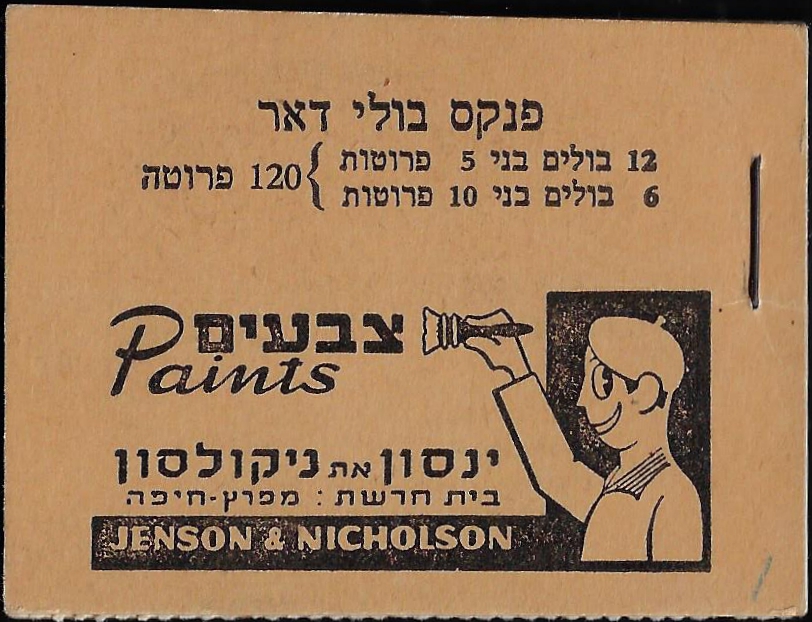 פנקס בולי דאר
12 בולים בני 5 פרוטות
6 בולים בני 10 פרוטות
120 פרוטה
צבעים
Paints
ינסון את ניקולסון
בית חרשת: מפרץ-חיפה
JENSON & NICHOLSON